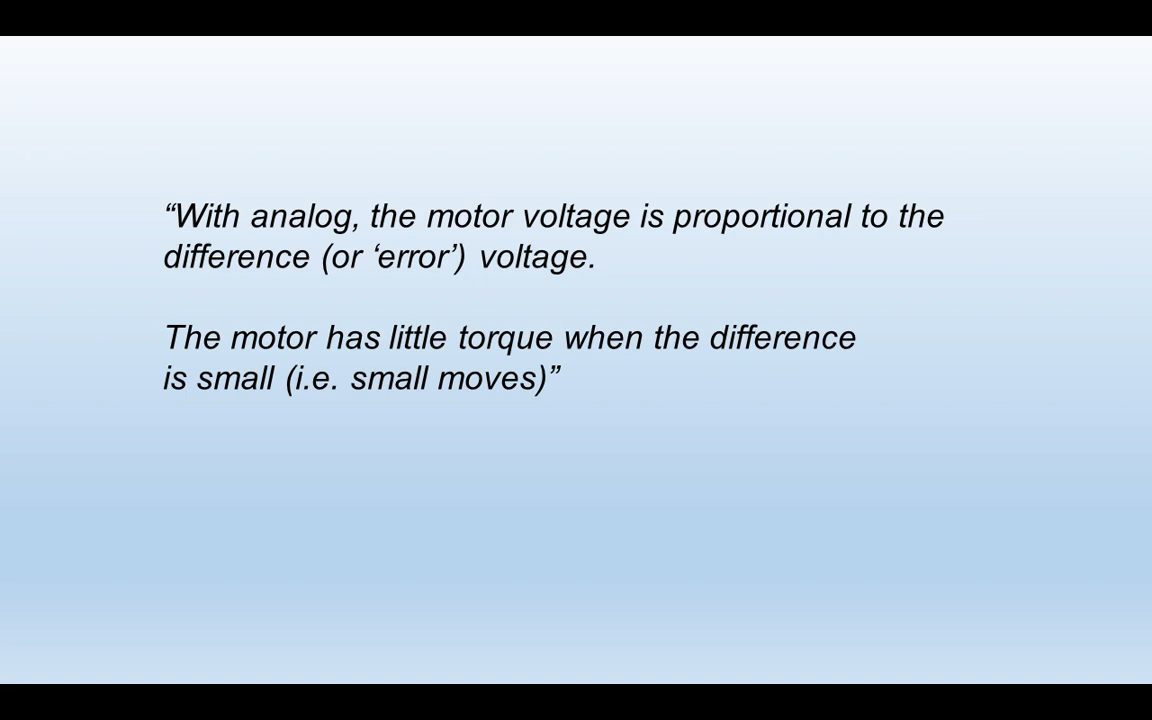 “With analog, the motor voltage is proportional to the
difference (or ‘error’) voltage.
The motor has little torque when the difference
is small (i.e. small moves)”